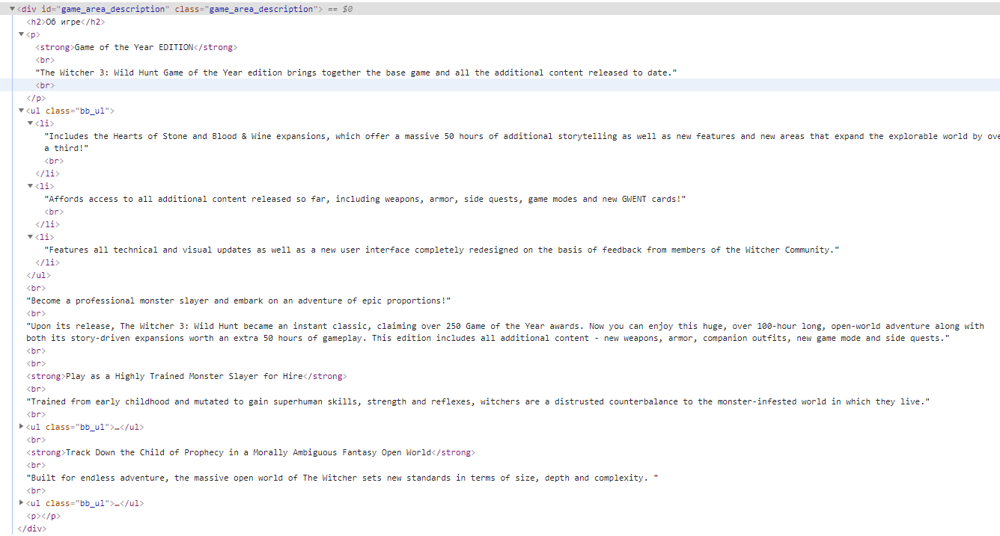 ▼<div id="game_area_description" class="game_area_description"> == $0
<h2>Об игре</h2>
▼<p>
<strong>Game of the Year EDITION</strong>
<br>
"The Witcher 3: Wild Hunt Game of the Year edition brings together the base game and all the additional content released to date."
<br>
</p>
▼<ul class="bb_ul">
▼<li>
"Includes the Hearts of Stone and Blood & Wine expansions, which offer a massive 50 hours of additional storytelling as well as new features and new areas that expand the explorable world by ove
a third!"
<br>
</li>
▼<li>
"Affords access to all additional content released so far, including weapons, armor, side quests, game modes and new GWENT cards!"
<br>
</li>
▼<li>
"Features all technical and visual updates as well as a new user interface completely redesigned on the basis of feedback from members of the Witcher Community."
</li>
</ul>
<br>
"Become a professional monster slayer and embark on an adventure of epic proportions!"
<br>
"Upon its release, The Witcher 3: Wild Hunt became an instant classic, claiming over 250 Game of the Year awards. Now you can enjoy this huge, over 100-hour long, open-world adventure along with
both its story-driven expansions worth an extra 50 hours of gameplay. This edition includes all additional content - new weapons, armor, companion outfits, new game mode and side quests."
<br>
<br>
<strong>Play as a Highly Trained Monster Slayer for Hire</strong>
<br>
"Trained from early childhood and mutated to gain superhuman skills, strength and reflexes, witchers are a distrusted counterbalance to the monster-infested world in which they live."
<br>
▶<ul class="bb_ul">…</ul>
<br>
<strong>Track Down the Child of Prophecy in a Morally Ambiguous Fantasy Open World</strong>
<br>
"Built for endless adventure, the massive open world of The Witcher sets new standards in terms of size, depth and complexity. "
<br>
▶<ul class="bb_ul">…</ul>
<p></p>
</div>